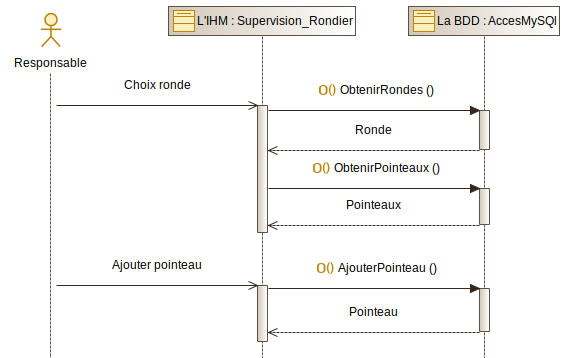 L'IHM : Supervision_Rondier
La BDD : AccesMySQl
Responsable
Choix ronde
O() ObtenirRondes ()
Ronde
O() ObtenirPointeaux ()
Pointeaux
Ajouter pointeau
O() AjouterPointeau ()
Pointeau